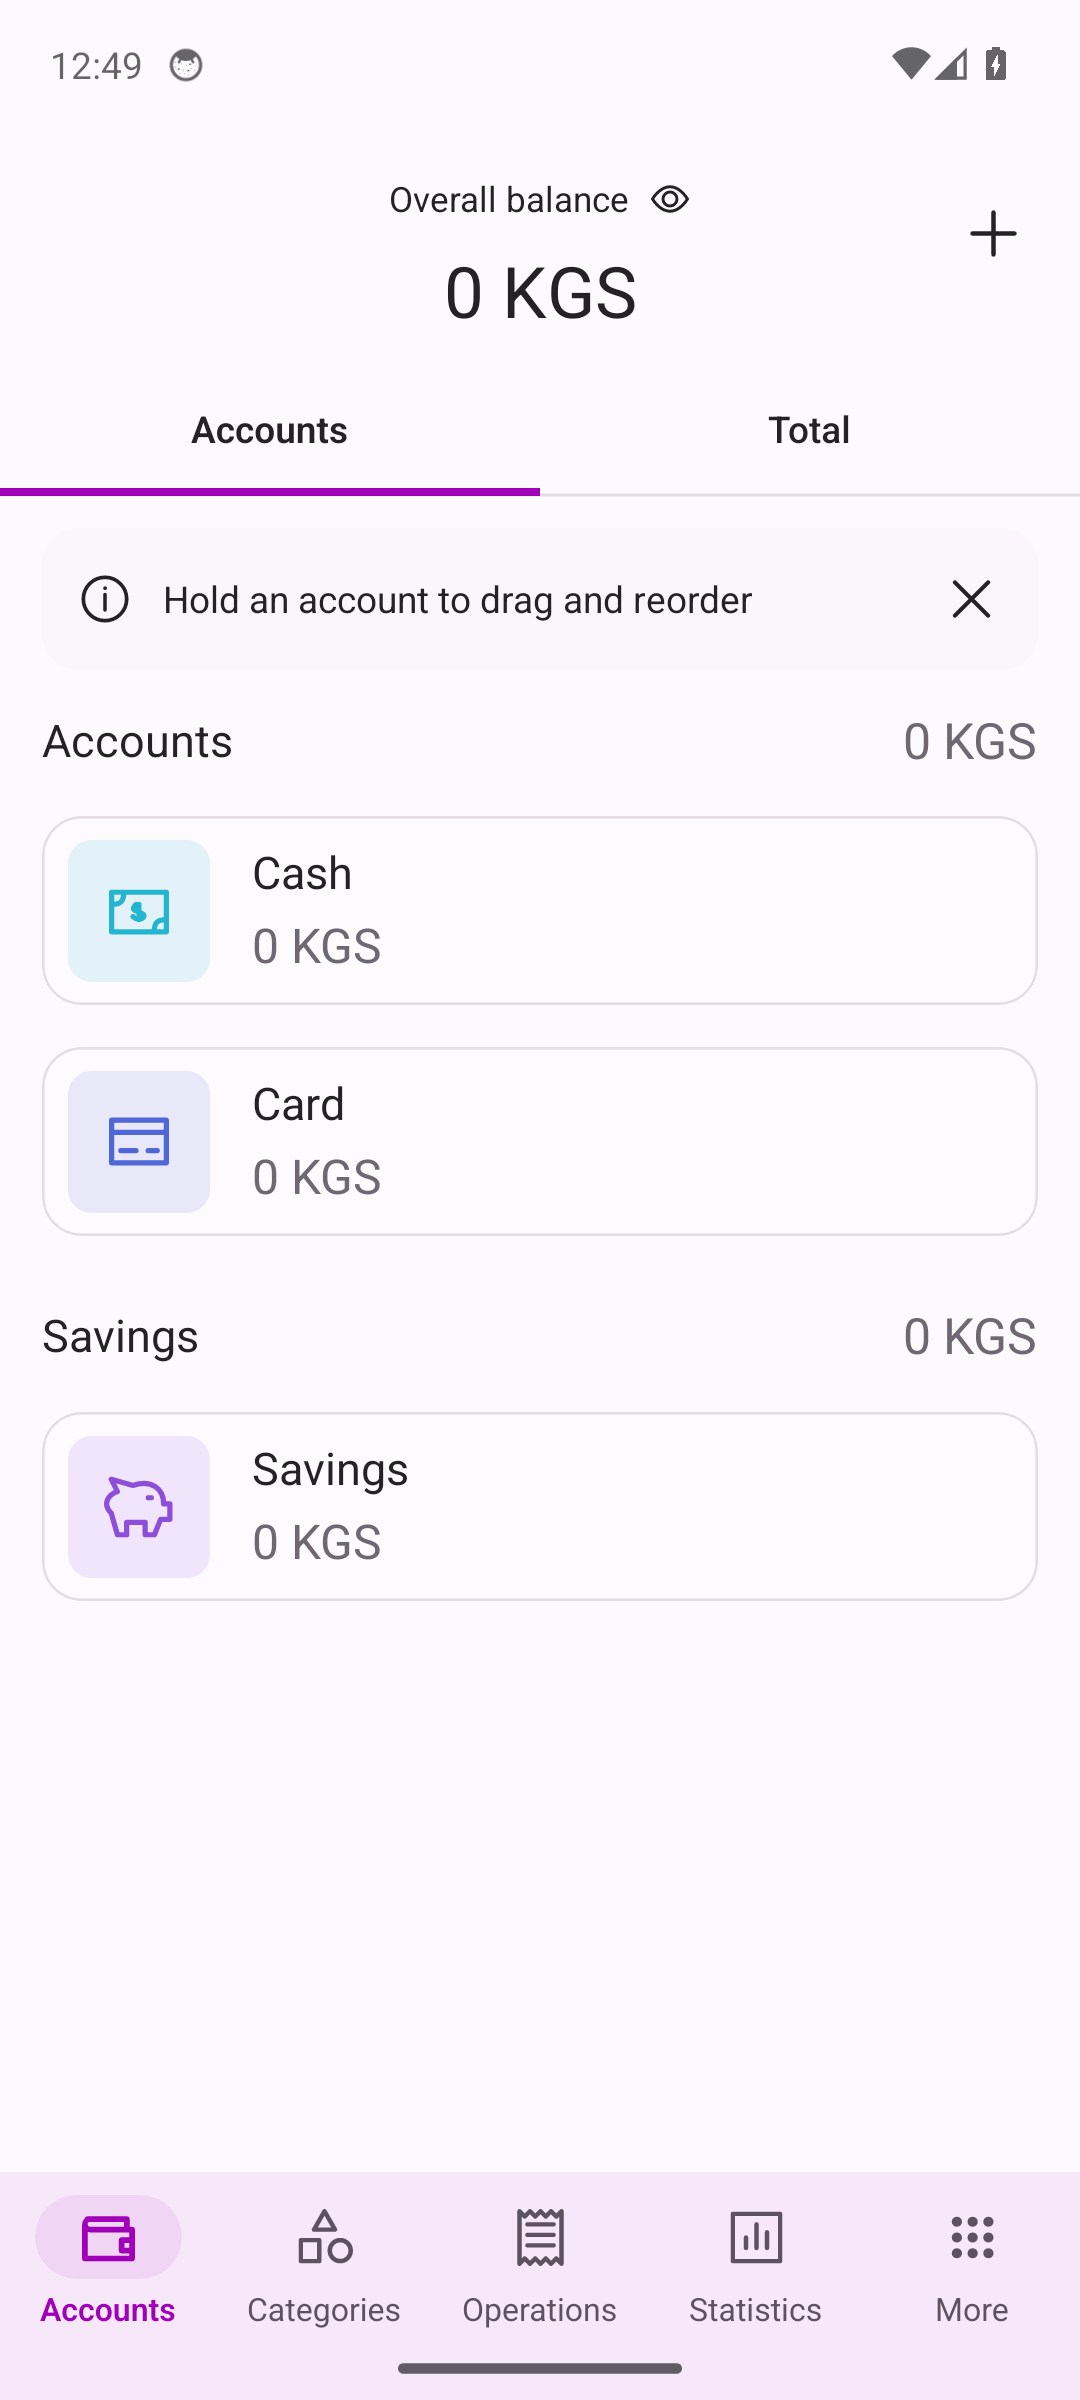 12:49
Overall balance
0 KGS
Accounts
Total
Hold an account to drag and reorder
Accounts
0 KGS
Cash
0 KGS
Card
0 KGS
Savings
0 KGS
Savings
0 KGS
Accounts
Categories
Operations
Statistics
More